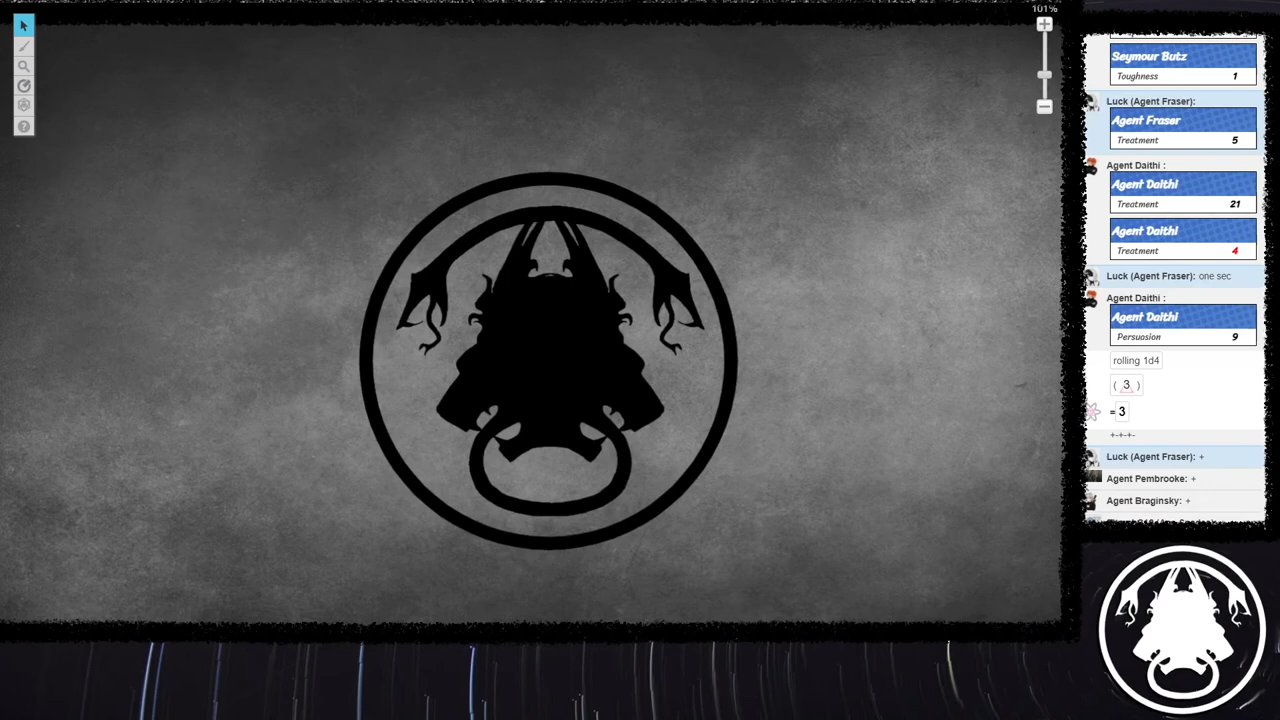 101%
Seymour Butz
Toughness 1
Luck (Agent Fraser):
Agent Fraser
Treatment 5
Agent Daithi :
Agent Daithi
Treatment 21
Agent Daithi
Treatment 4
Luck (Agent Fraser): one sec
Agent Daithi :
Agent Daithi
Persuasion 9
rolling 1d4
( 3 )
= 3
+-+-+-
Luck (Agent Fraser): +
Agent Pembrooke: +
Agent Braginsky: +